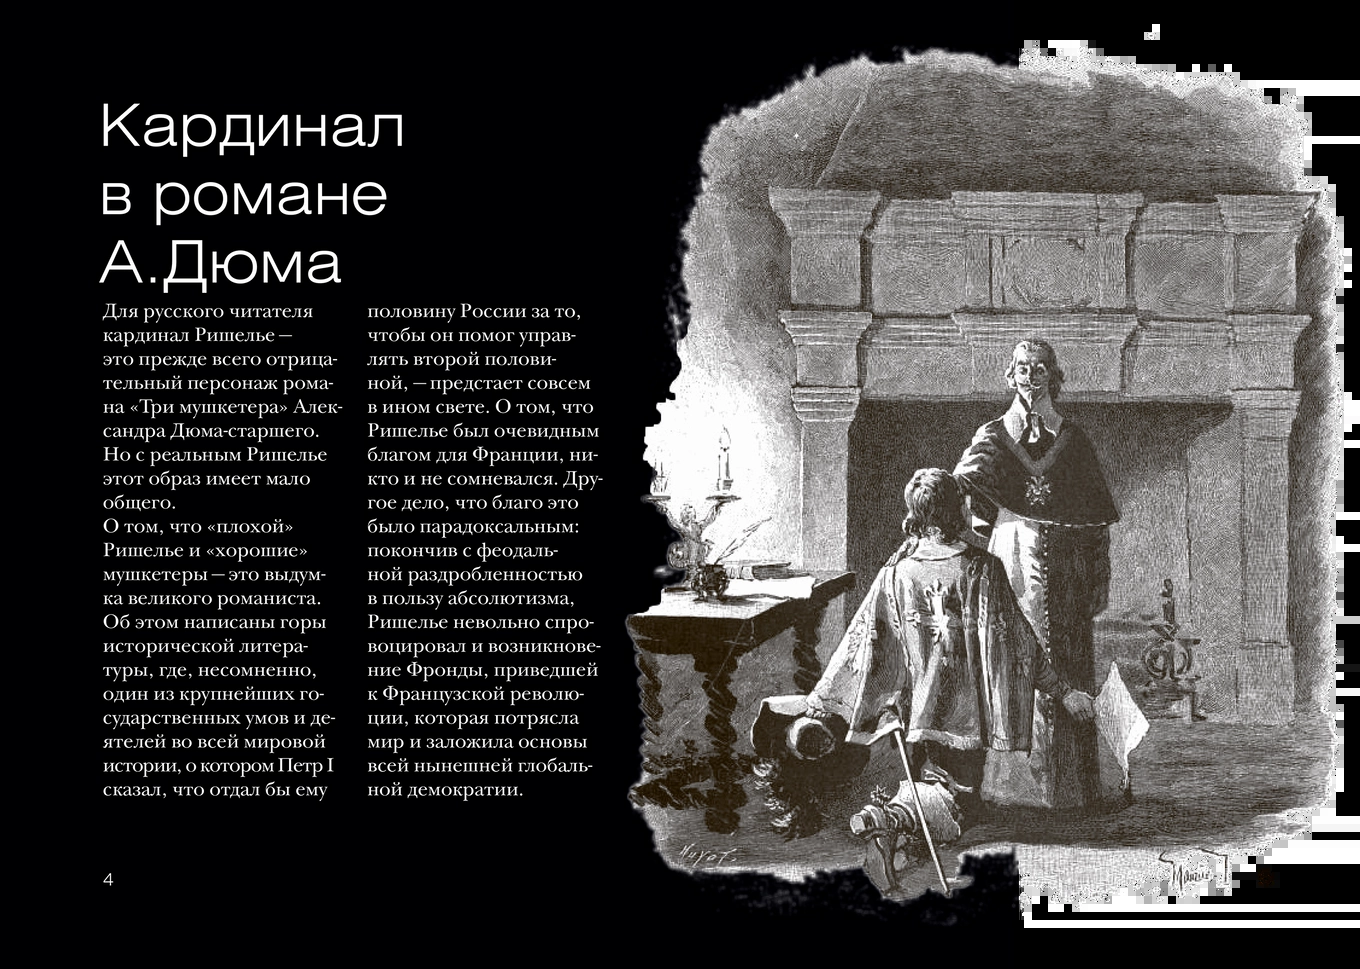 Кардинал
в романе
А.Дюма
Для русского читателя
кардинал Ришелье —
это прежде всего отрица-
тельный персонаж рома-
на «Три мушкетера» Алек-
сандра Дюма-старшего.
Но с реальным Ришелье
этот образ имеет мало
общего.
О том, что «плохой»
Ришелье и «хорошие»
мушкетеры — это выдум-
ка великого романиста.
Об этом написаны горы
исторической литера-
туры, где, несомненно,
один из крупнейших го-
сударственных умов и де-
ятелей во всей мировой
истории, о котором Петр I
сказал, что отдал бы ему
половину России за то,
чтобы он помог управ-
лять второй полови-
ной, — предстает совсем
в ином свете. О том, что
Ришелье был очевидным
благом для Франции, ни-
кто и не сомневался. Дру-
гое дело, что благо это
было парадоксальным:
покончив с феодаль-
ной раздробленностью
в пользу абсолютизма,
Ришелье невольно спро-
воцировал и возникнове-
ние Фронды, приведшей
к Французской револю-
ции, которая потрясла
мир и заложила основы
всей нынешней глобаль-
ной демократии.
4